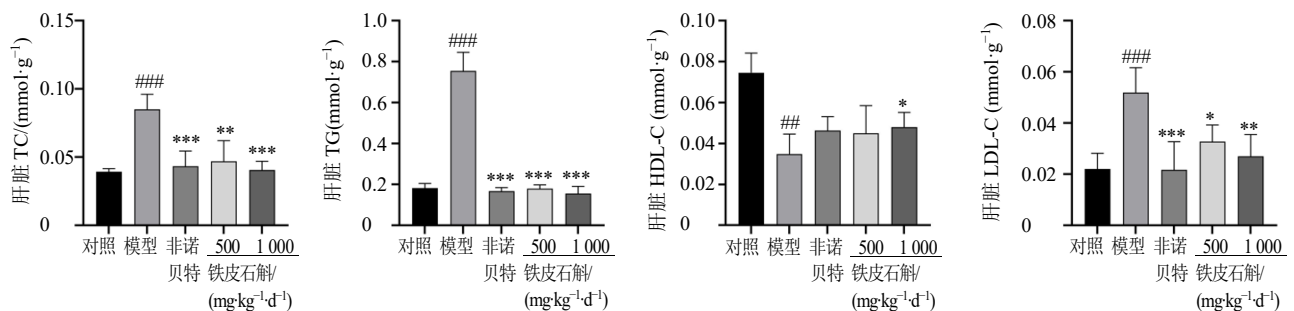 0.15
0.10
0.05
0
肝脏 TC/(mmol·g⁻¹)
###
***
**
***
对照 模型 非诺 500 1 000
贝特 铁皮石斛/
(mg·kg⁻¹·d⁻¹)
1.0
0.8
0.6
0.4
0.2
0
肝脏 TG(mmol·g⁻¹)
###
***
***
***
对照 模型 非诺 500 1 000
贝特 铁皮石斛/
(mg·kg⁻¹·d⁻¹)
0.10
0.08
0.06
0.04
0.02
0
肝脏 HDL-C (mmol·g⁻¹)
##
*
对照 模型 非诺 500 1 000
贝特 铁皮石斛/
(mg·kg⁻¹·d⁻¹)
0.08
0.06
0.04
0.02
0
肝脏 LDL-C (mmol·g⁻¹)
###
***
*
**
对照 模型 非诺 500 1 000
贝特 铁皮石斛/
(mg·kg⁻¹·d⁻¹)